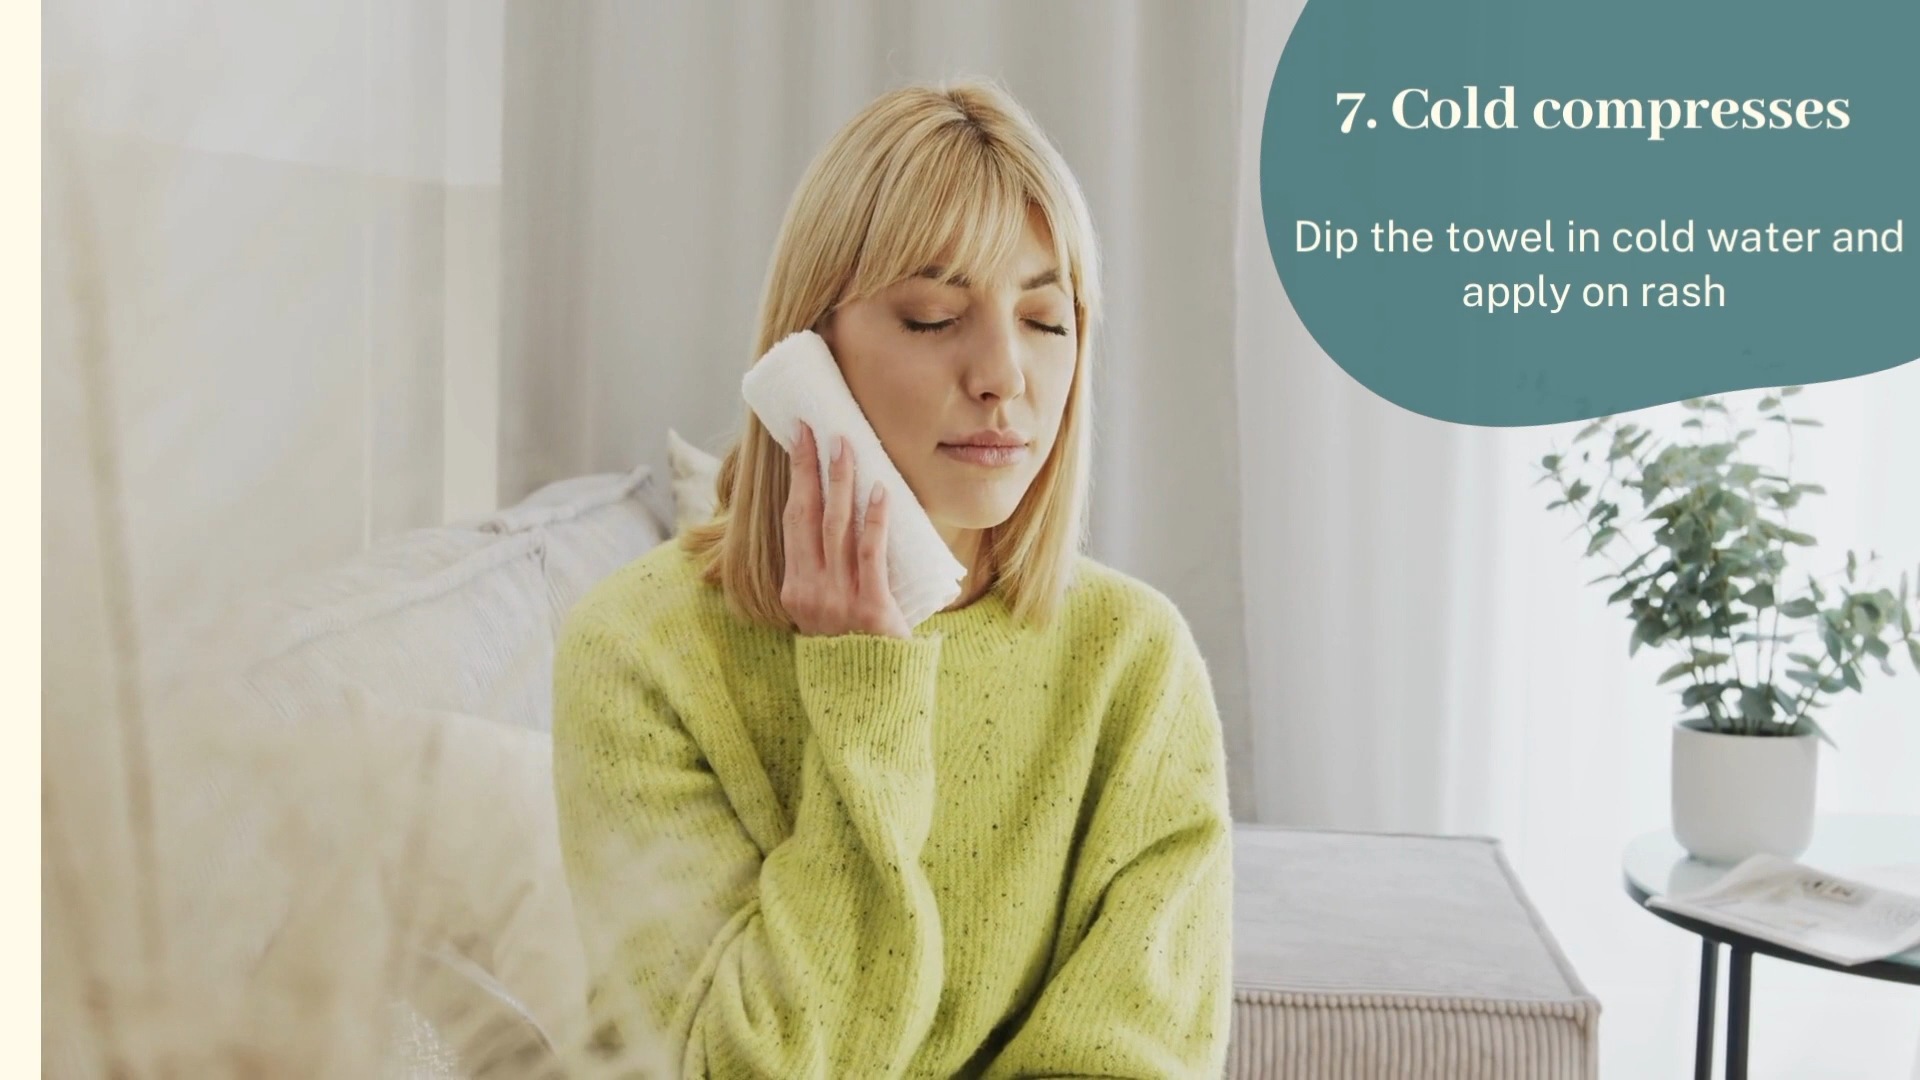 7. Cold compresses
Dip the towel in cold water and
apply on rash